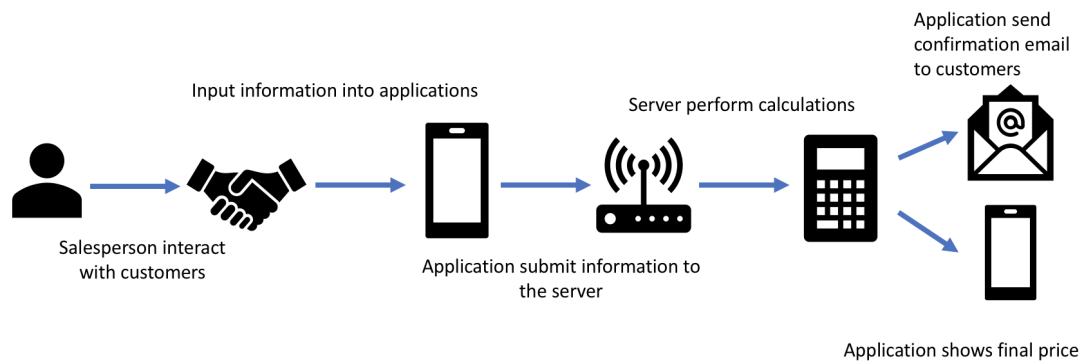 Salesperson interact
with customers
Input information into applications
Application submit information to
the server
Server perform calculations
Application send
confirmation email
to customers
@
Application shows final price